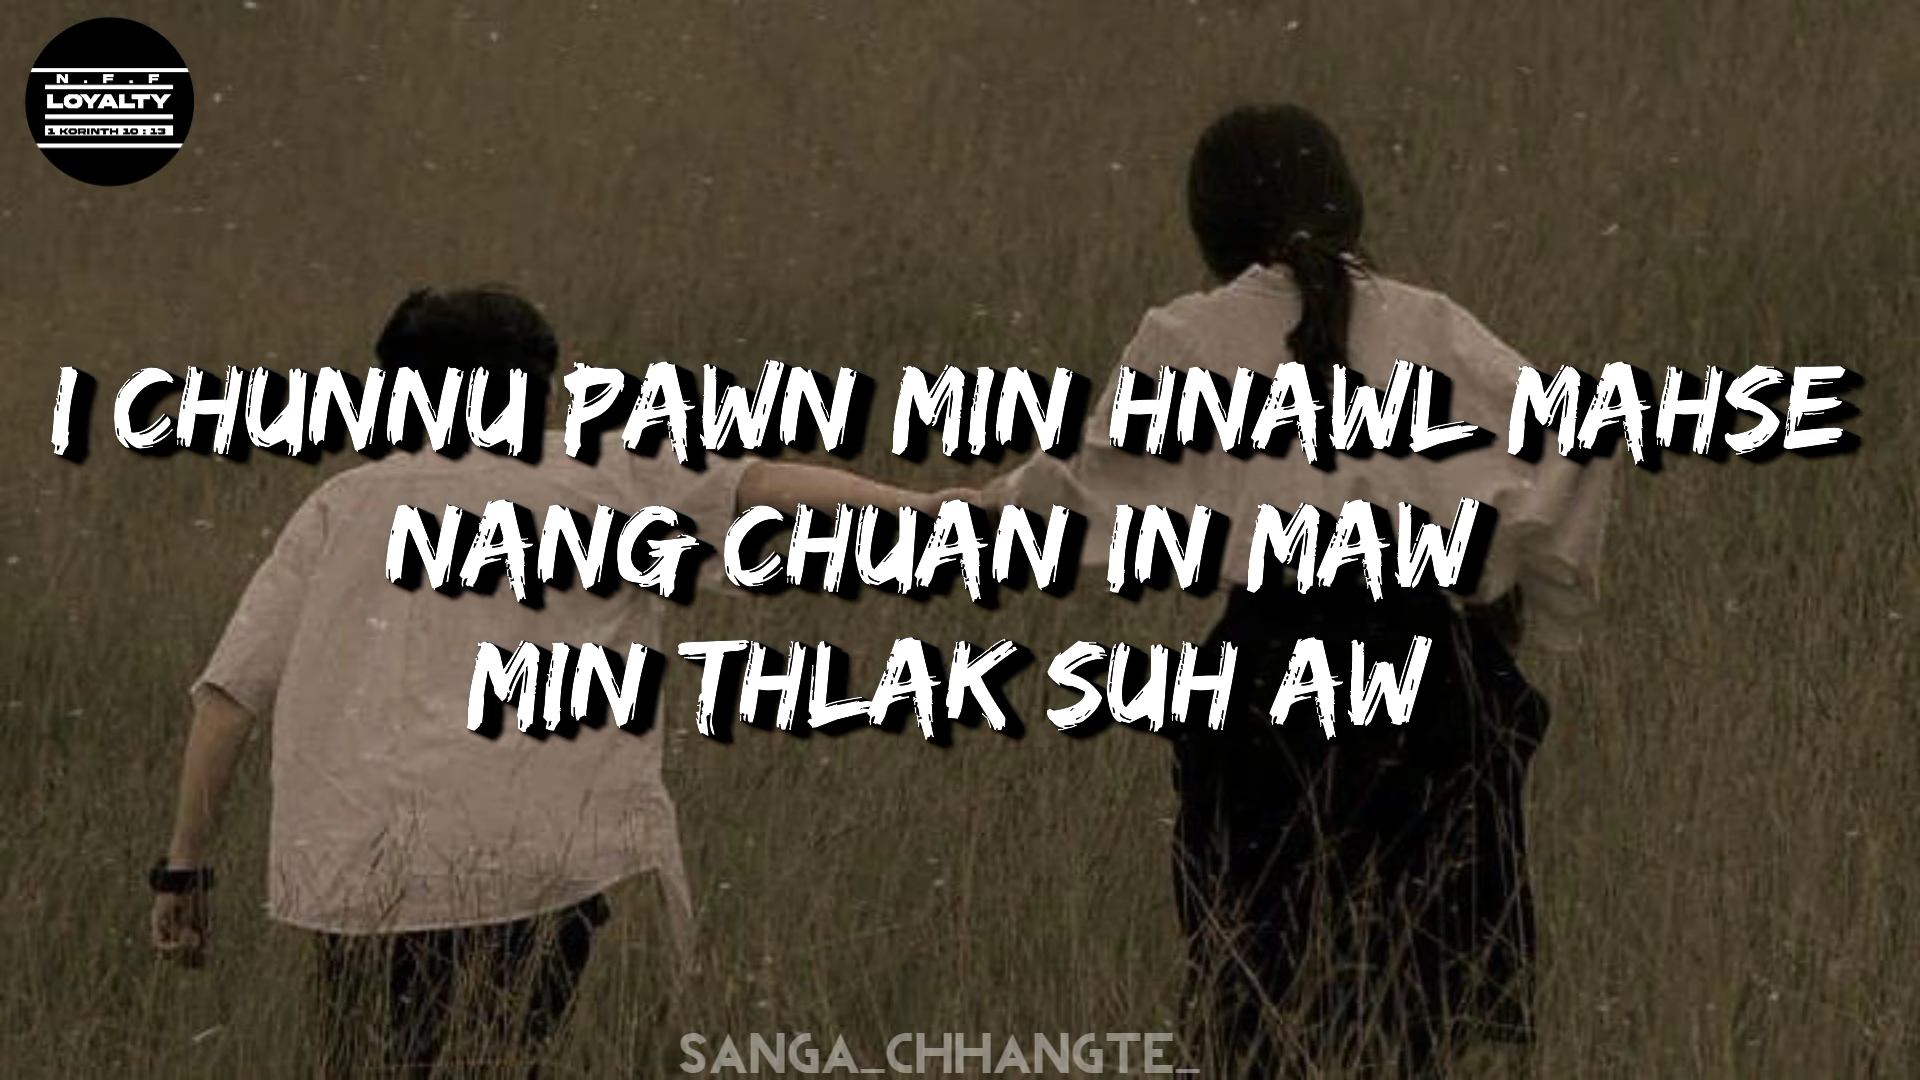 N . F . F
LOYALTY
1 KORINTH 10 : 13
I CHUNNU PAWN MIN HNAWL MAHSE
NANG CHUAN IN MAW
MIN THLAK SUH AW
SANGA_CHHANGTE_